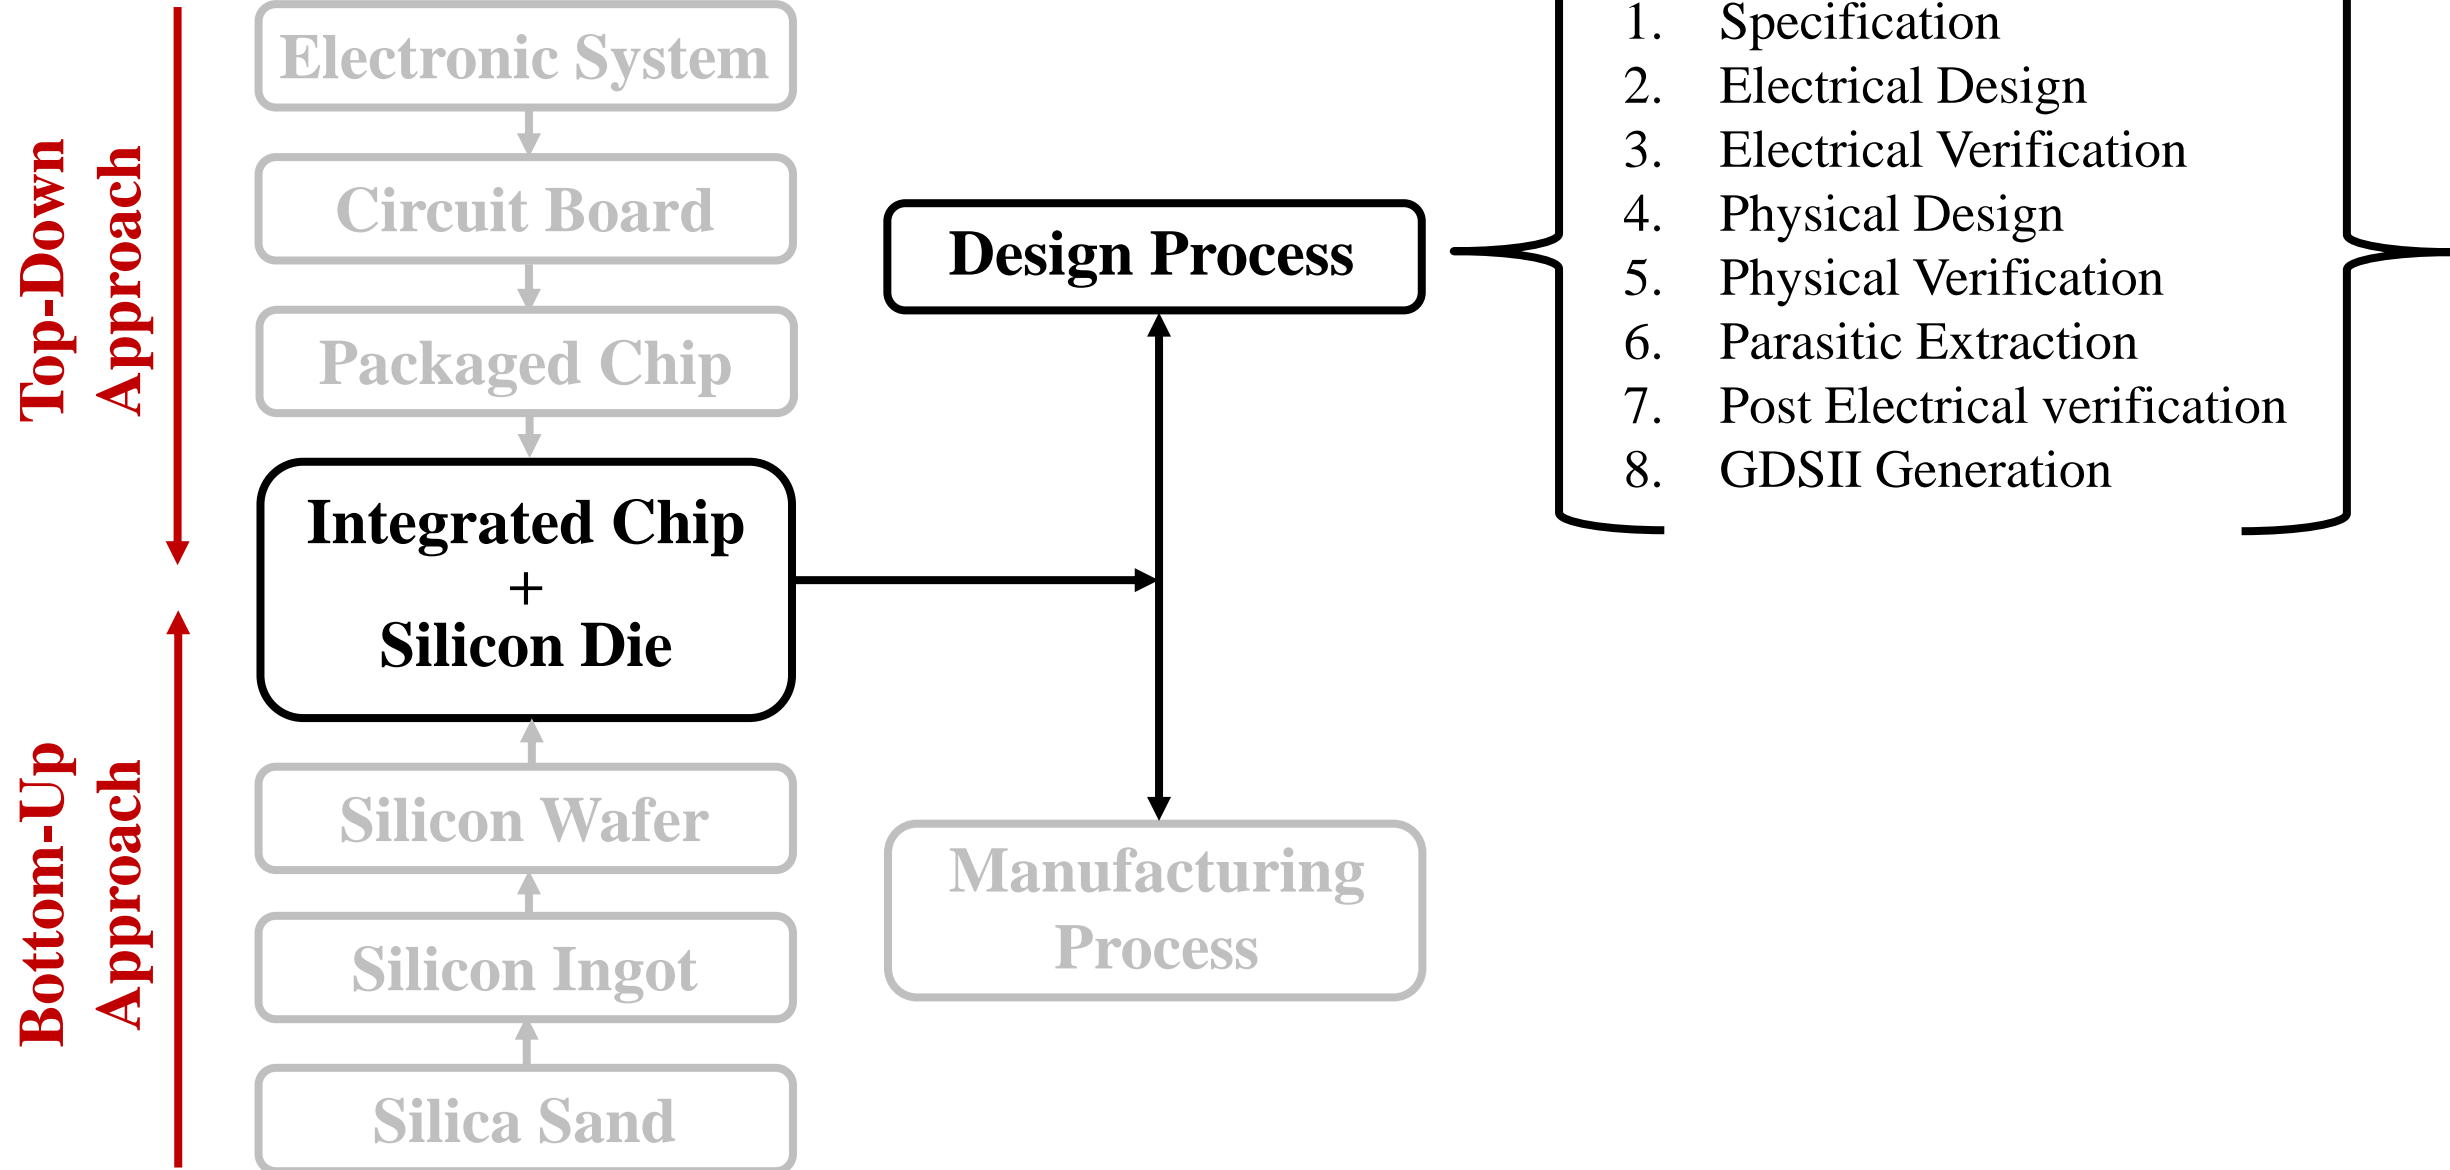 Top-Down
Approach
Bottom-Up
Approach
Electronic System
Circuit Board
Packaged Chip
Integrated Chip
+
Silicon Die
Silicon Wafer
Silicon Ingot
Silica Sand
Design Process
Manufacturing
Process
1. Specification
2. Electrical Design
3. Electrical Verification
4. Physical Design
5. Physical Verification
6. Parasitic Extraction
7. Post Electrical verification
8. GDSII Generation